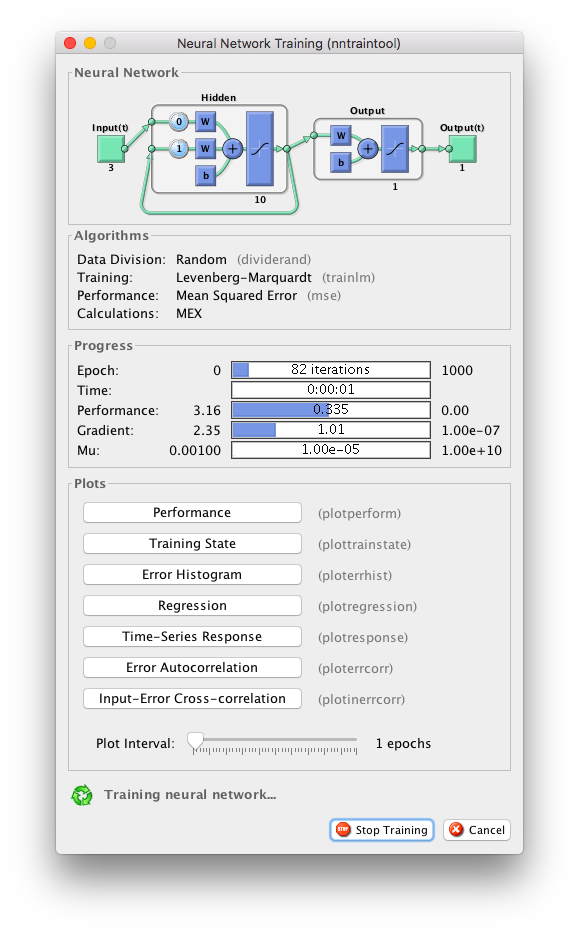 Neural Network Training (nntraintool)
Neural Network
Hidden
Output
Input(t)
Output(t)
0 W
1 W
b
W
b
3
10
1
1
Algorithms
Data Division: Random (dividerand)
Training: Levenberg-Marquardt (trainlm)
Performance: Mean Squared Error (mse)
Calculations: MEX
Progress
Epoch: 0 82 iterations 1000
Time: 0:00:01
Performance: 3.16 0.335 0.00
Gradient: 2.35 1.01 1.00e-07
Mu: 0.00100 1.00e-05 1.00e+10
Plots
Performance (plotperform)
Training State (plottrainstate)
Error Histogram (ploterrhist)
Regression (plotregression)
Time-Series Response (plotresponse)
Error Autocorrelation (ploterrcorr)
Input-Error Cross-correlation (plotinerrcorr)
Plot Interval: 1 epochs
Training neural network...
STOP Stop Training Cancel